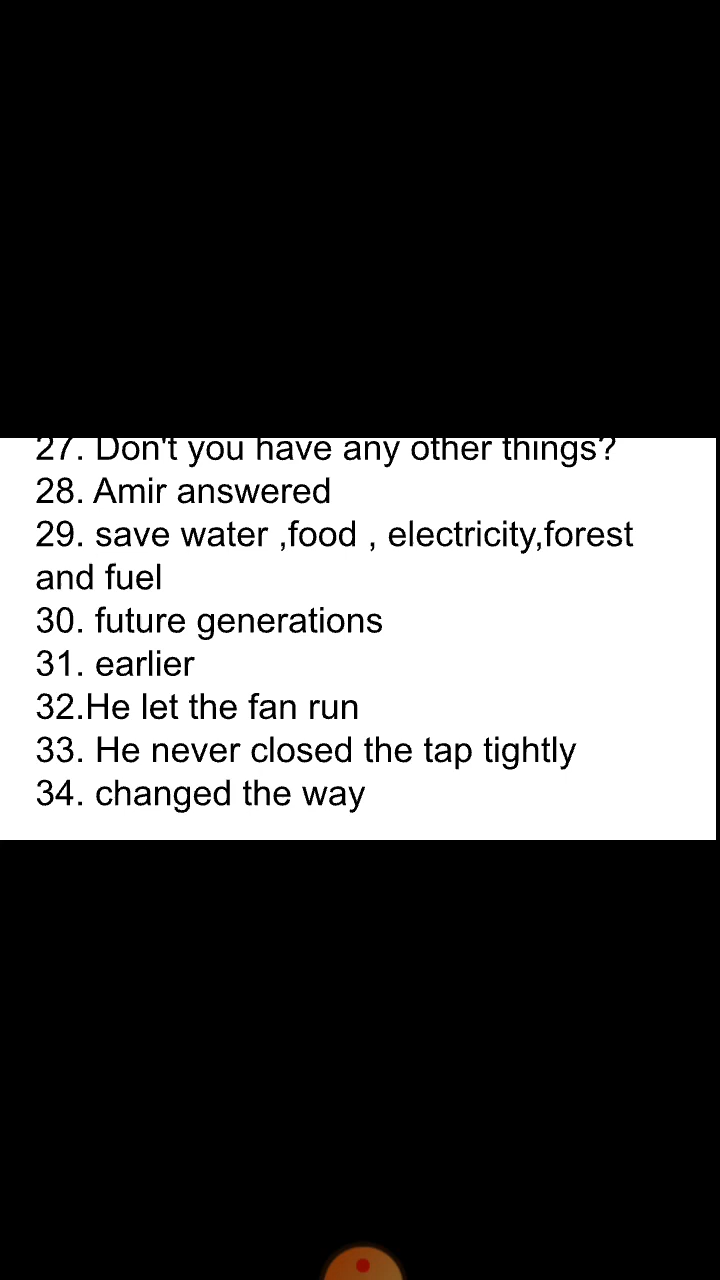 27. Don't you have any other things?
28. Amir answered
29. save water ,food , electricity,forest
and fuel
30. future generations
31. earlier
32.He let the fan run
33. He never closed the tap tightly
34. changed the way